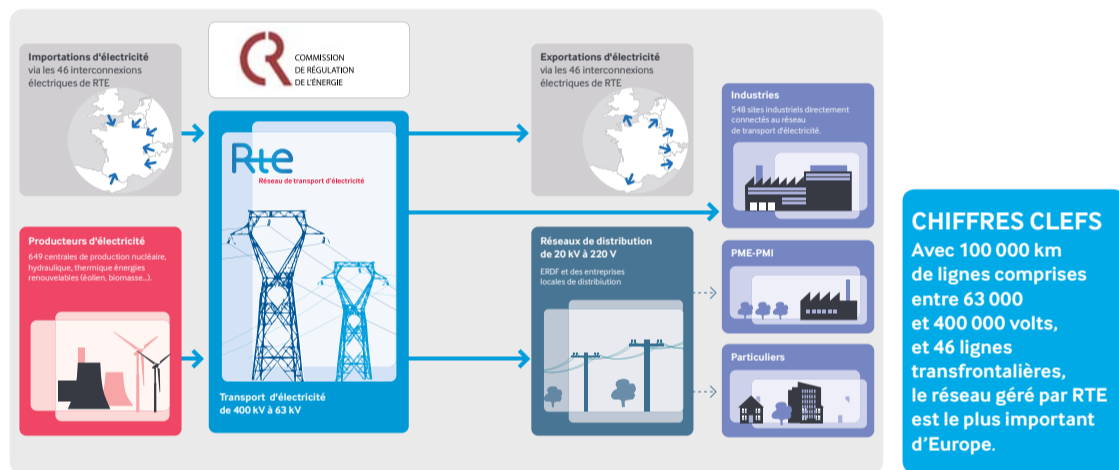 Importations d'électricité
via les 46 interconnexions
électriques de RTE
COMMISSION
DE RÉGULATION
DE L'ÉNERGIE
Exportations d'électricité
via les 46 interconnexions
électriques de RTE
Industries
548 sites industriels directement
connectés au réseau
de transport d'électricité.
Rte
Réseau de transport d'électricité
Producteurs d'électricité
649 centrales de production nucléaire,
hydraulique, thermique énergies
renouvelables (éolien, biomasse...).
Transport d'électricité
de 400 kV à 63 kV
Réseaux de distribution
de 20 kV à 220 V
ERDF et des entreprises
locales de distribiution
PME-PMI
Particuliers
CHIFFRES CLEFS
Avec 100 000 km
de lignes comprises
entre 63 000
et 400 000 volts,
et 46 lignes
transfrontalières,
le réseau géré par RTE
est le plus important
d'Europe.